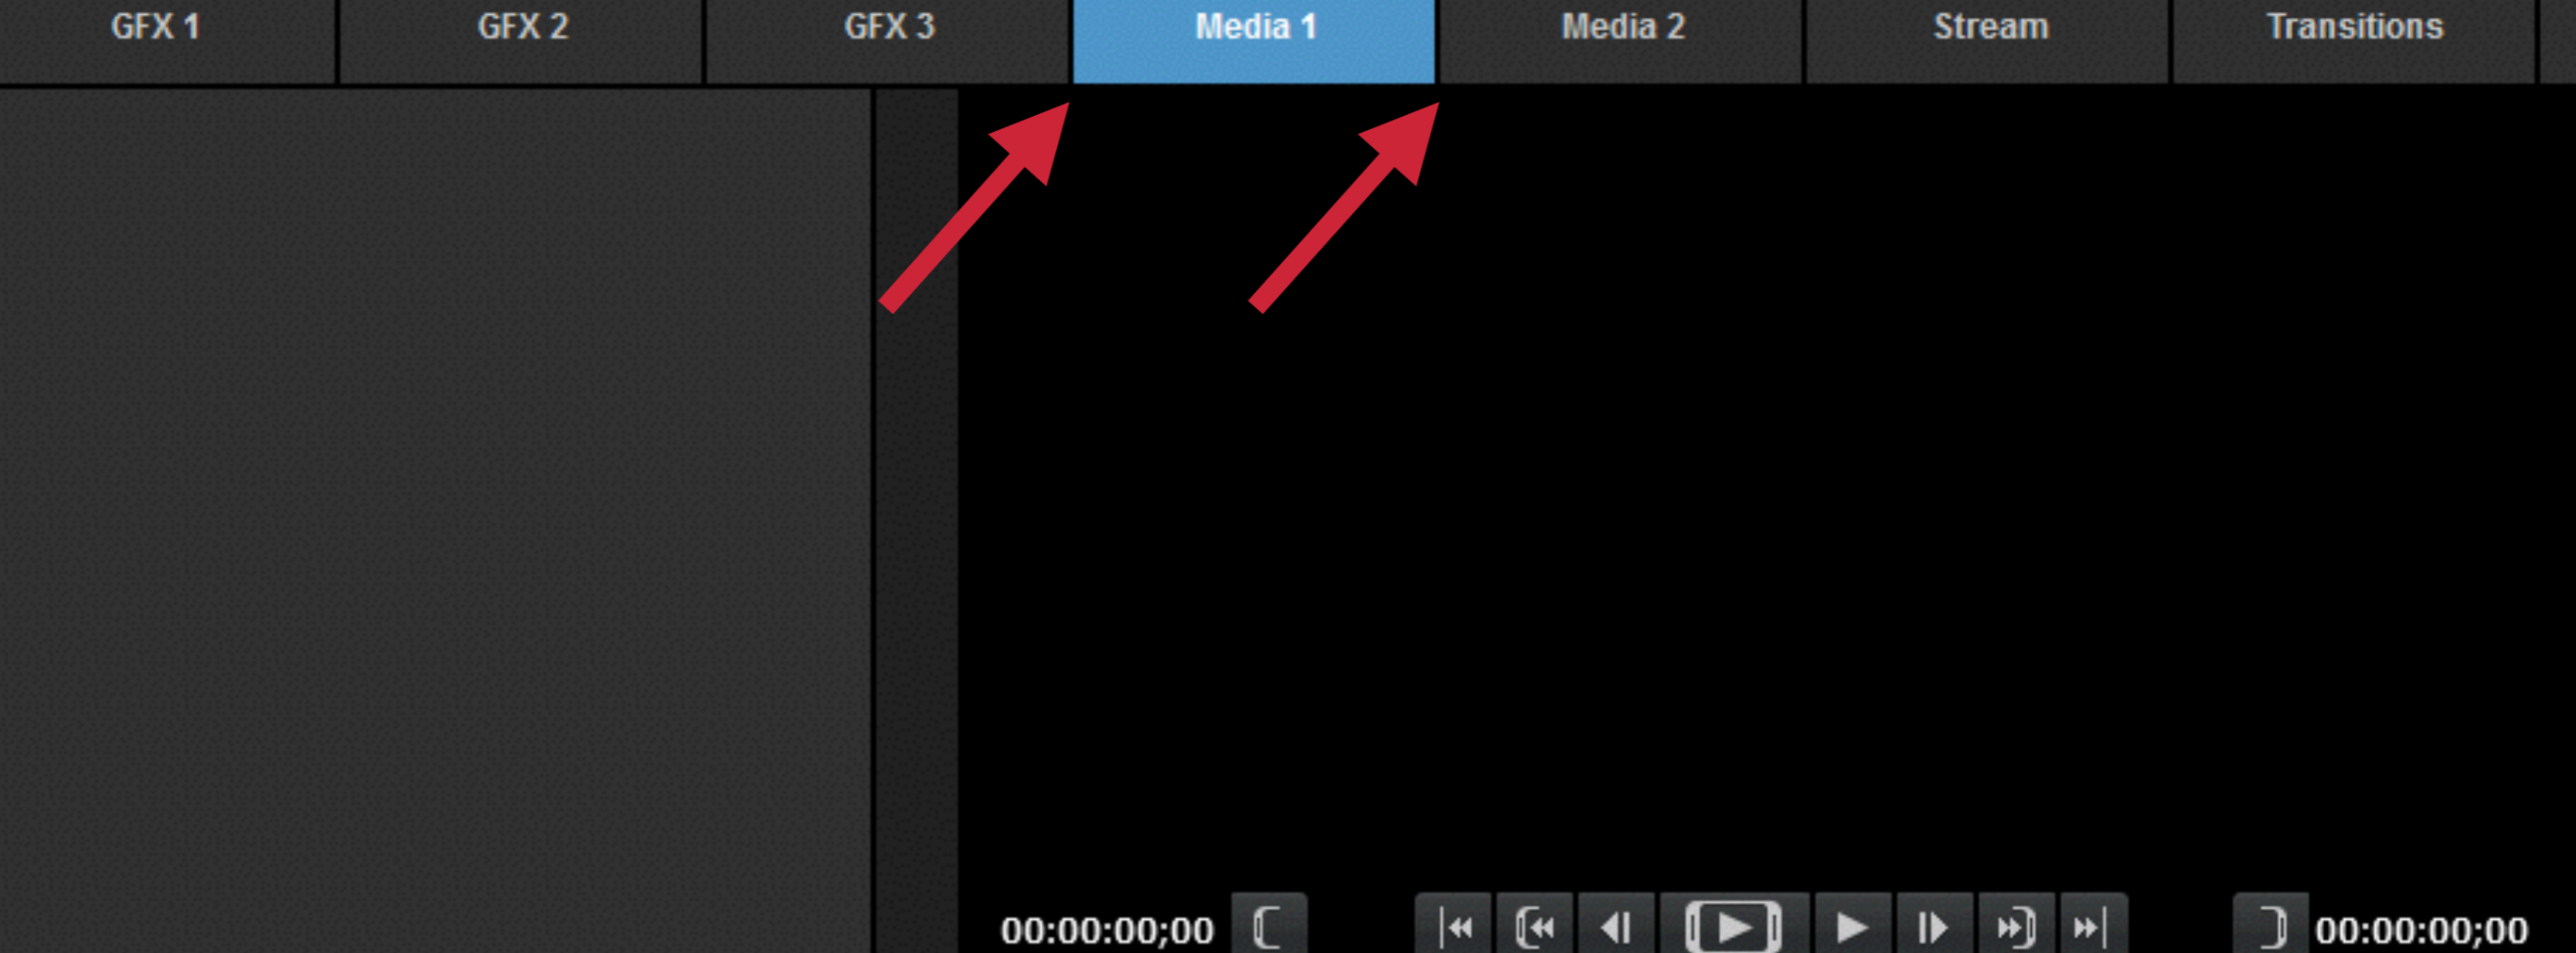 GFX 1 GFX 2 GFX 3 Media 1 Media 2 Stream Transitions
00:00:00;00 00:00:00;00